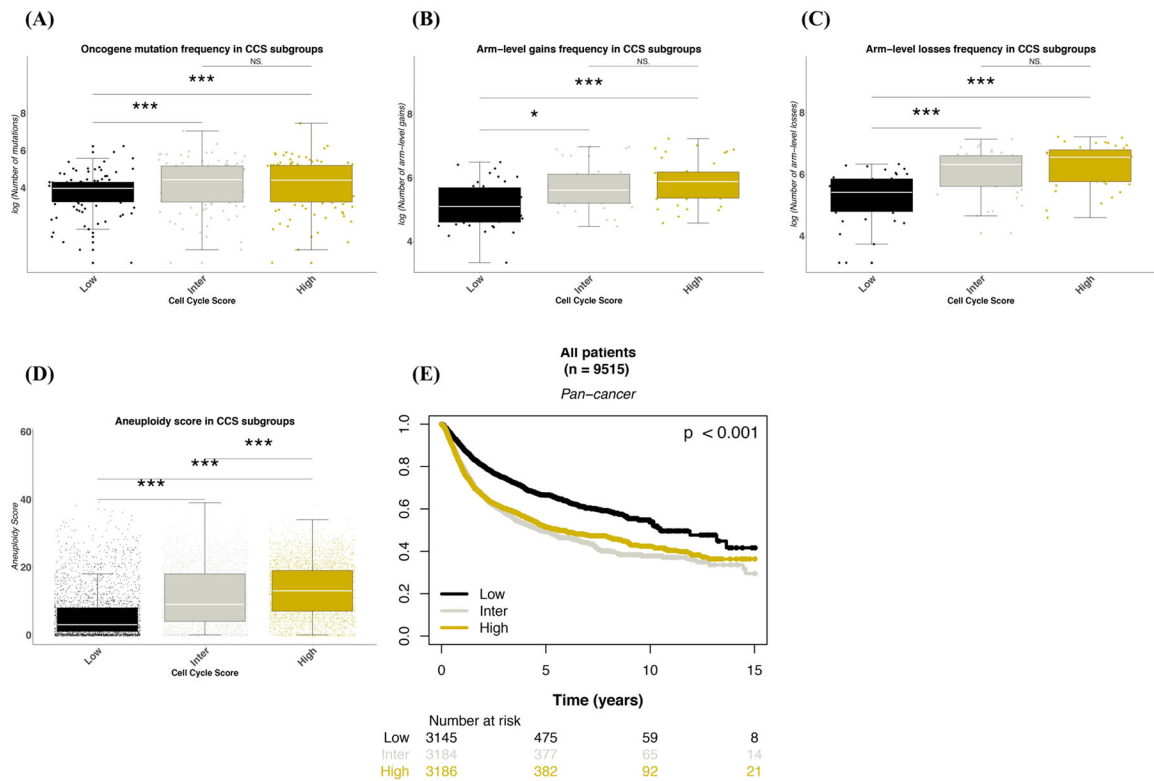 (A)
Oncogene mutation frequency in CCS subgroups
NS.
***
***
log (Number of mutations)
8
6
4
Low
Inter
High
Cell Cycle Score
(B)
Arm-level gains frequency in CCS subgroups
NS.
***
*
log (Number of arm-level gains)
8
6
4
Low
Inter
High
Cell Cycle Score
(C)
Arm-level losses frequency in CCS subgroups
NS.
***
***
log (Number of arm-level losses)
8
6
4
Low
Inter
High
Cell Cycle Score
(D)
Aneuploidy score in CCS subgroups
***
***
***
Aneuploidy Score
60
40
20
0
Low
Inter
High
Cell Cycle Score
(E)
All patients
(n = 9515)
Pan-cancer
p < 0.001
1.0
0.8
0.6
0.4
0.2
0.0
Low
Inter
High
0 5 10 15
Time (years)
Number at risk
Low 3145 475 59 8
Inter 3184 377 65 14
High 3186 382 92 21